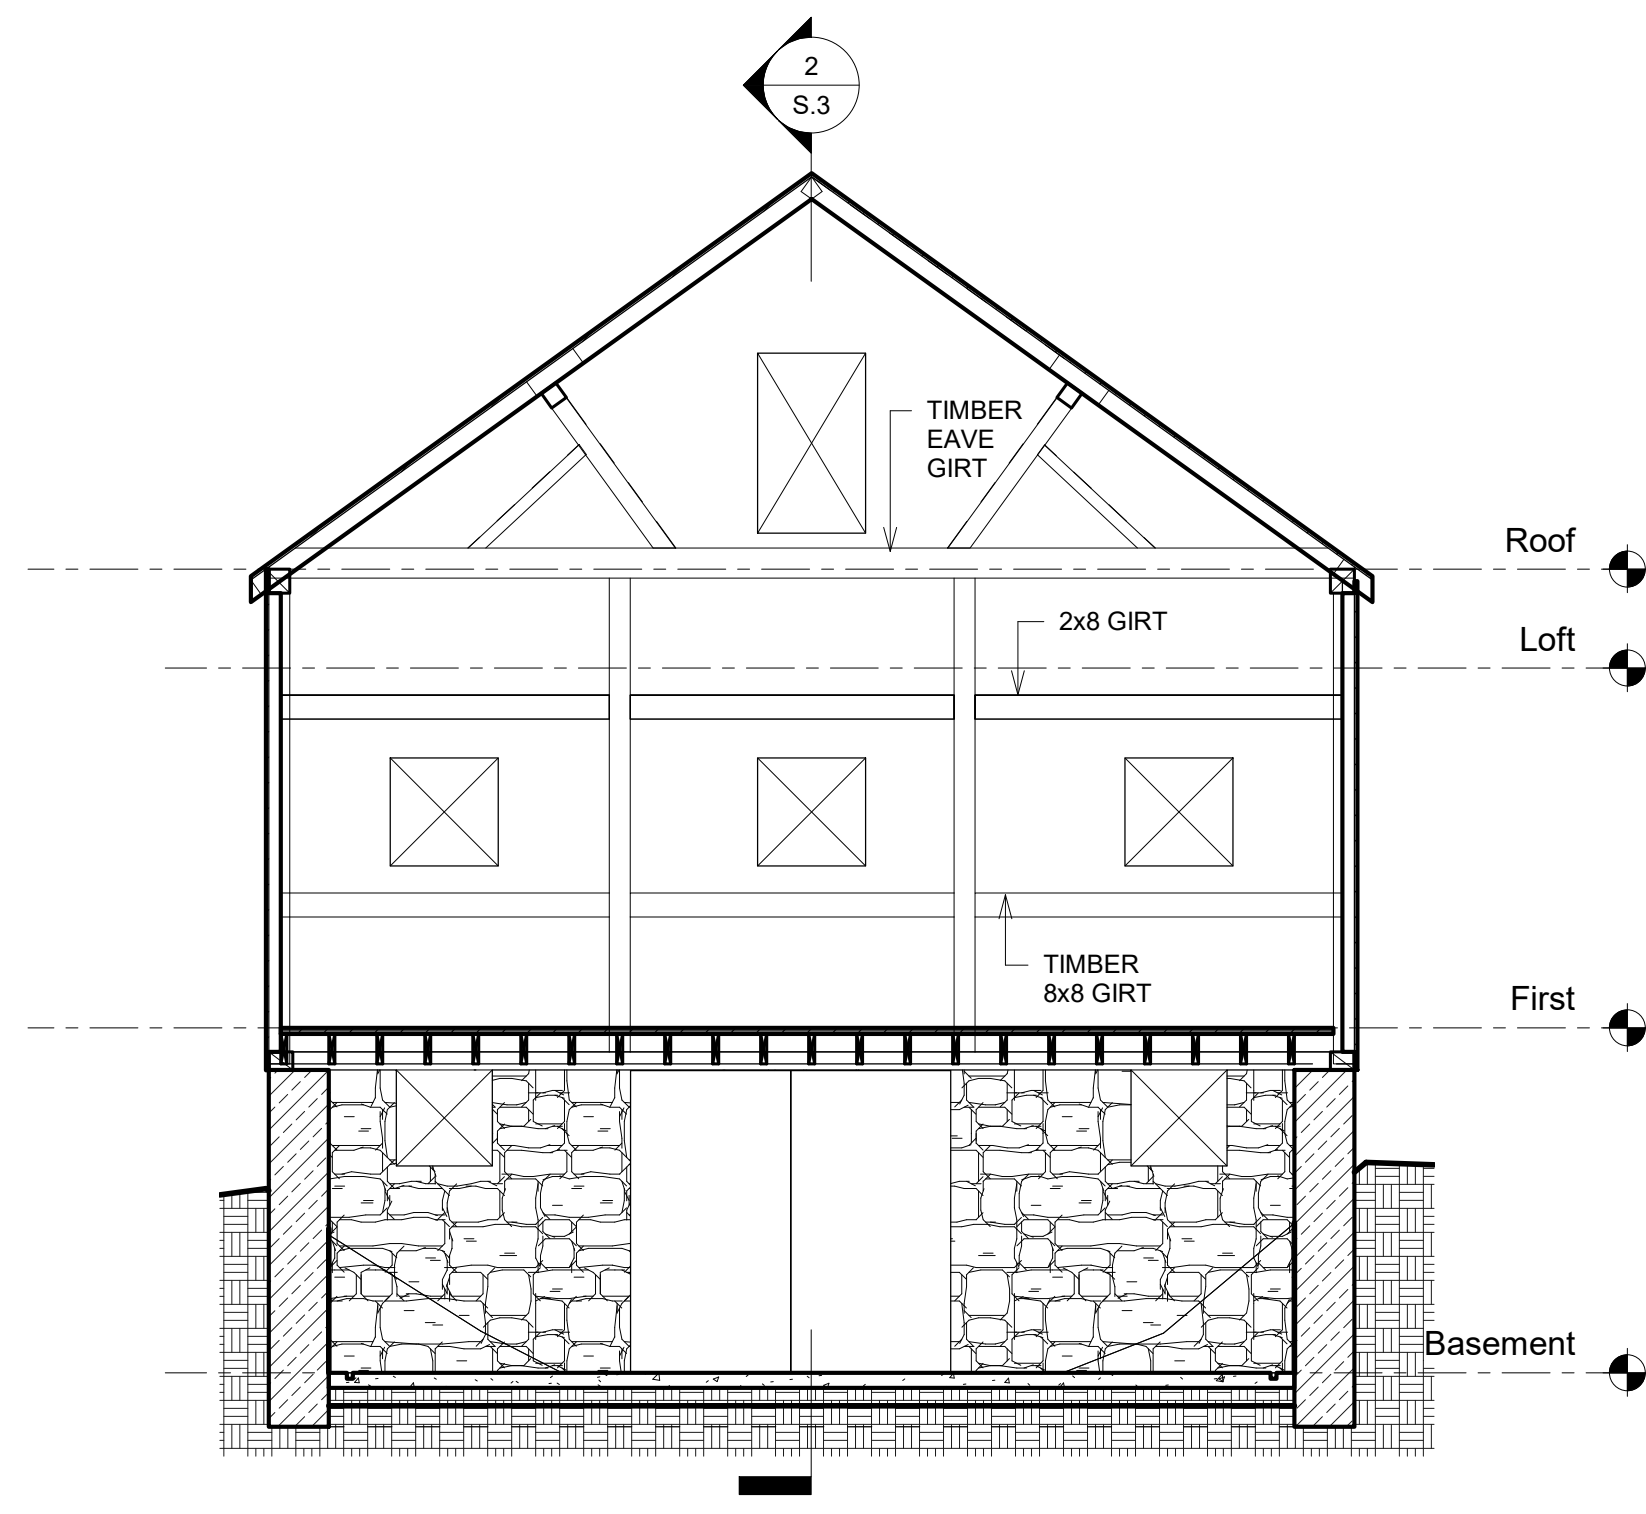 2
S.3
TIMBER
EAVE
GIRT
Roof
2x8 GIRT
Loft
TIMBER
8x8 GIRT
First
Basement